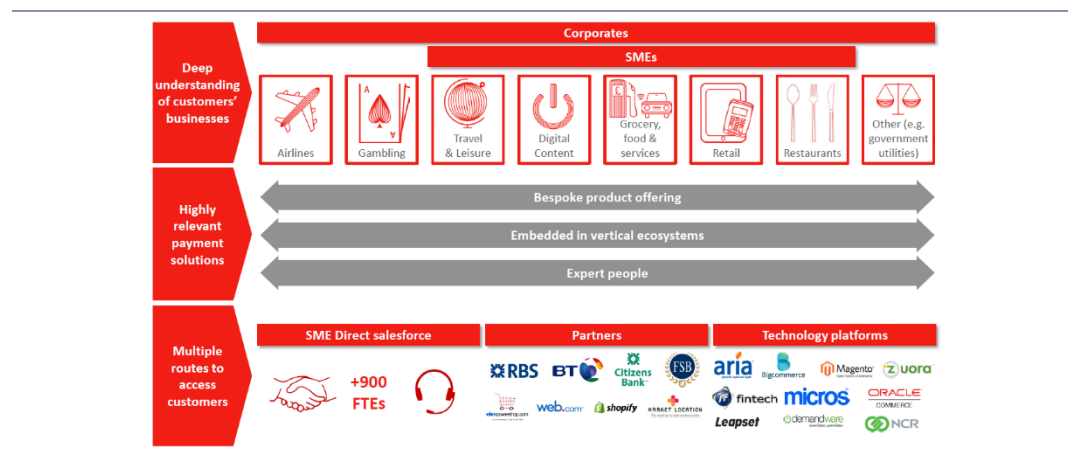 Deep
understanding
of customers'
businesses
Corporates
SMEs
Airlines
A
A
Gambling
Travel
& Leisure
Digital
Content
£
Grocery,
food &
services
Retail
Restaurants
Other (e.g.
government
utilities)
Highly
relevant
payment
solutions
Bespoke product offering
Embedded in vertical ecosystems
Expert people
Multiple
routes to
access
customers
SME Direct salesforce
+900
FTEs
Partners
RBS
BT
Citizens
Bank
FSB
ekmpowershop.com
web.com
shopify
MARKET LOCATION
Technology platforms
aria
Bigcommerce
Magento
Zuora
fintech
micros
ORACLE
COMMERCE
Leapset
demandware
NCR